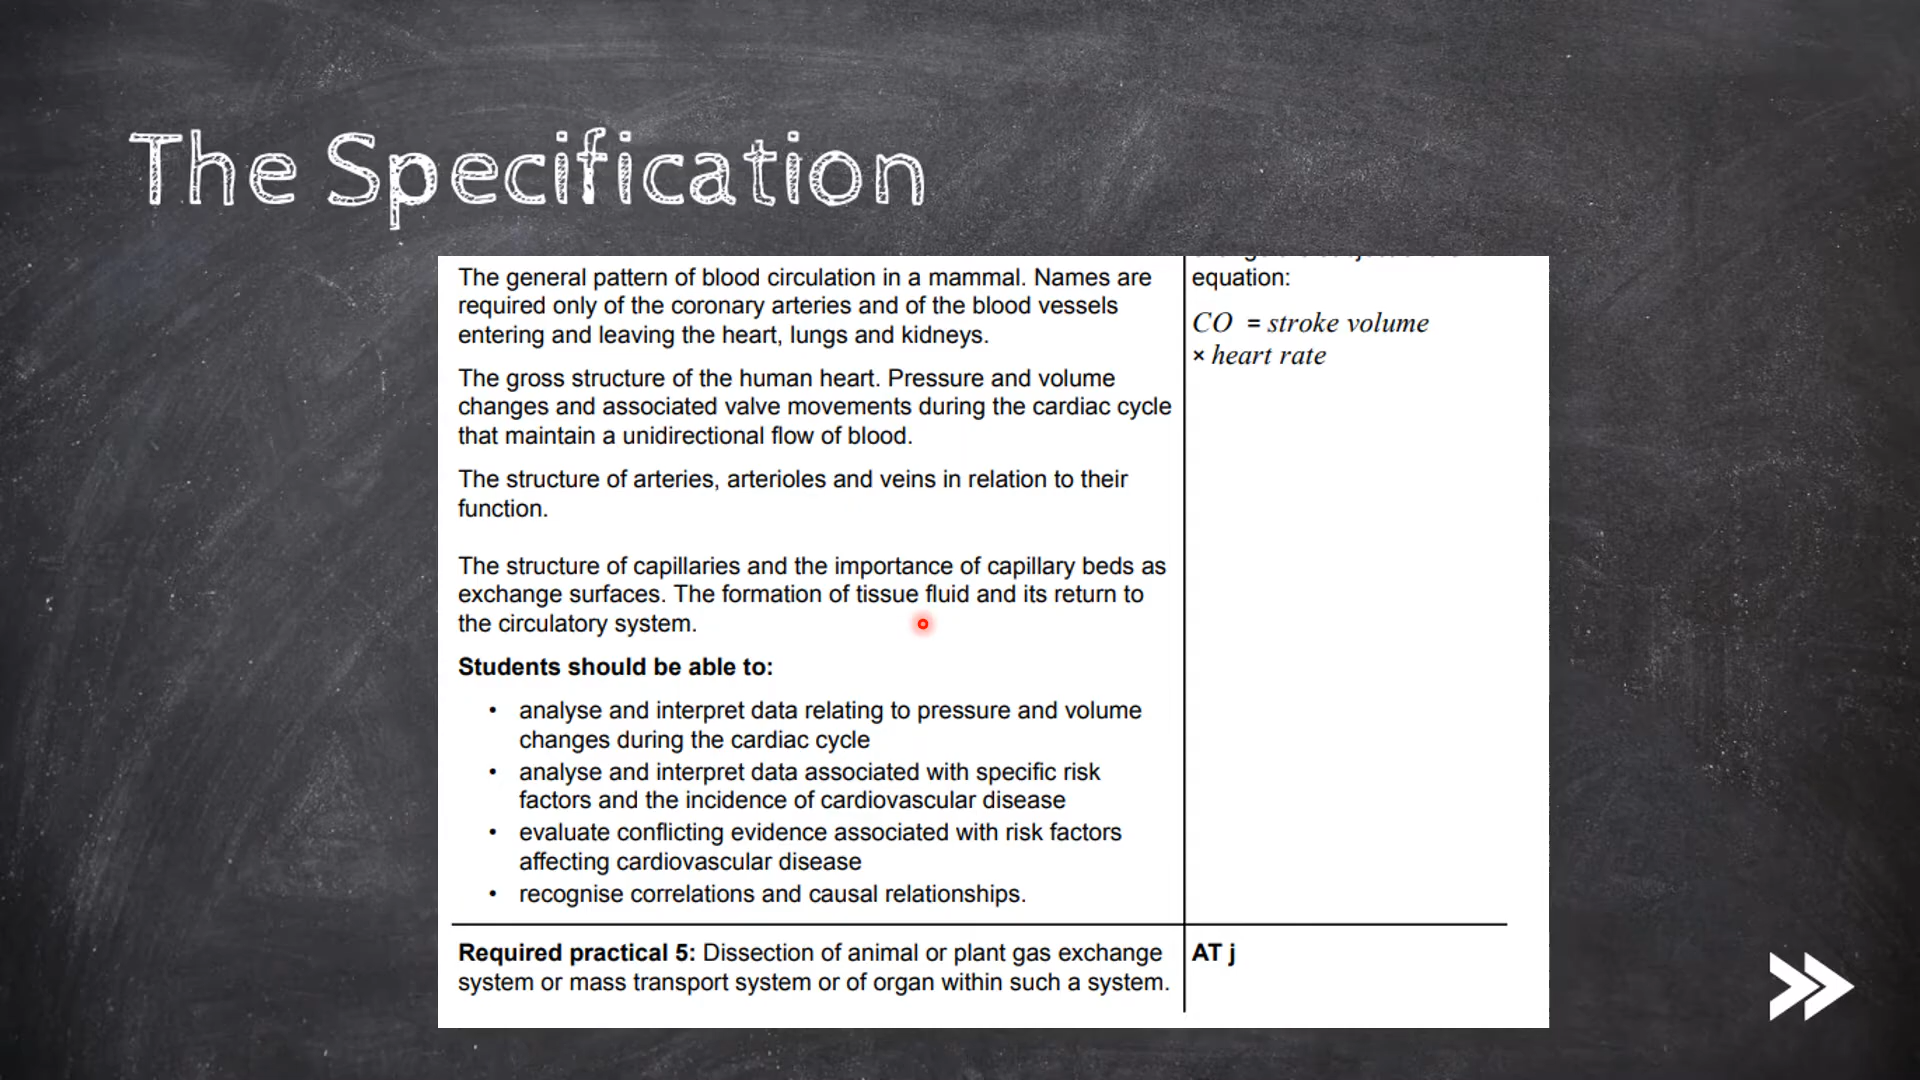 The Specification
The general pattern of blood circulation in a mammal. Names are
required only of the coronary arteries and of the blood vessels
entering and leaving the heart, lungs and kidneys.
The gross structure of the human heart. Pressure and volume
changes and associated valve movements during the cardiac cycle
that maintain a unidirectional flow of blood.
The structure of arteries, arterioles and veins in relation to their
function.
The structure of capillaries and the importance of capillary beds as
exchange surfaces. The formation of tissue fluid and its return to
the circulatory system.
Students should be able to:
• analyse and interpret data relating to pressure and volume
changes during the cardiac cycle
• analyse and interpret data associated with specific risk
factors and the incidence of cardiovascular disease
• evaluate conflicting evidence associated with risk factors
affecting cardiovascular disease
• recognise correlations and causal relationships.
equation:
CO = stroke volume
× heart rate
Required practical 5: Dissection of animal or plant gas exchange
system or mass transport system or of organ within such a system.
AT j